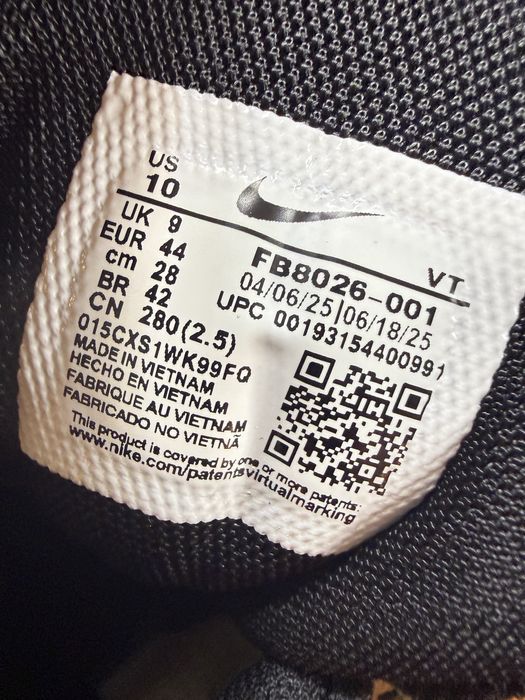 US
10
UK 9
EUR 44
cm 28
BR 42
CN 280(2.5)
015CXS1WK99FQ
MADE IN VIETNAM
HECHO EN VIETNAM
FABRIQUE AU VIETNAM
FABRICADO NO VIETNÃ
This product is covered by one or more patents:
www.nike.com/patentsvirtualmarking
VT
FB8026-001
04/06/25|06/18/25
UPC 00193154400991